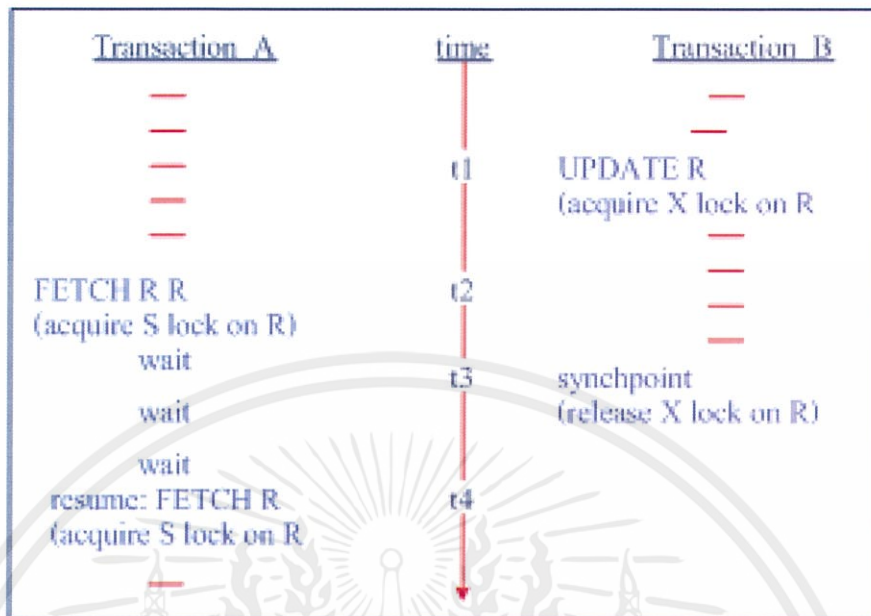 Transaction A time Transaction B
t1 UPDATE R
(acquire X lock on R
FETCH R R t2
(acquire S lock on R)
wait
t3 synchpoint
wait (release X lock on R)
wait
resume: FETCH R t4
(acquire S lock on R